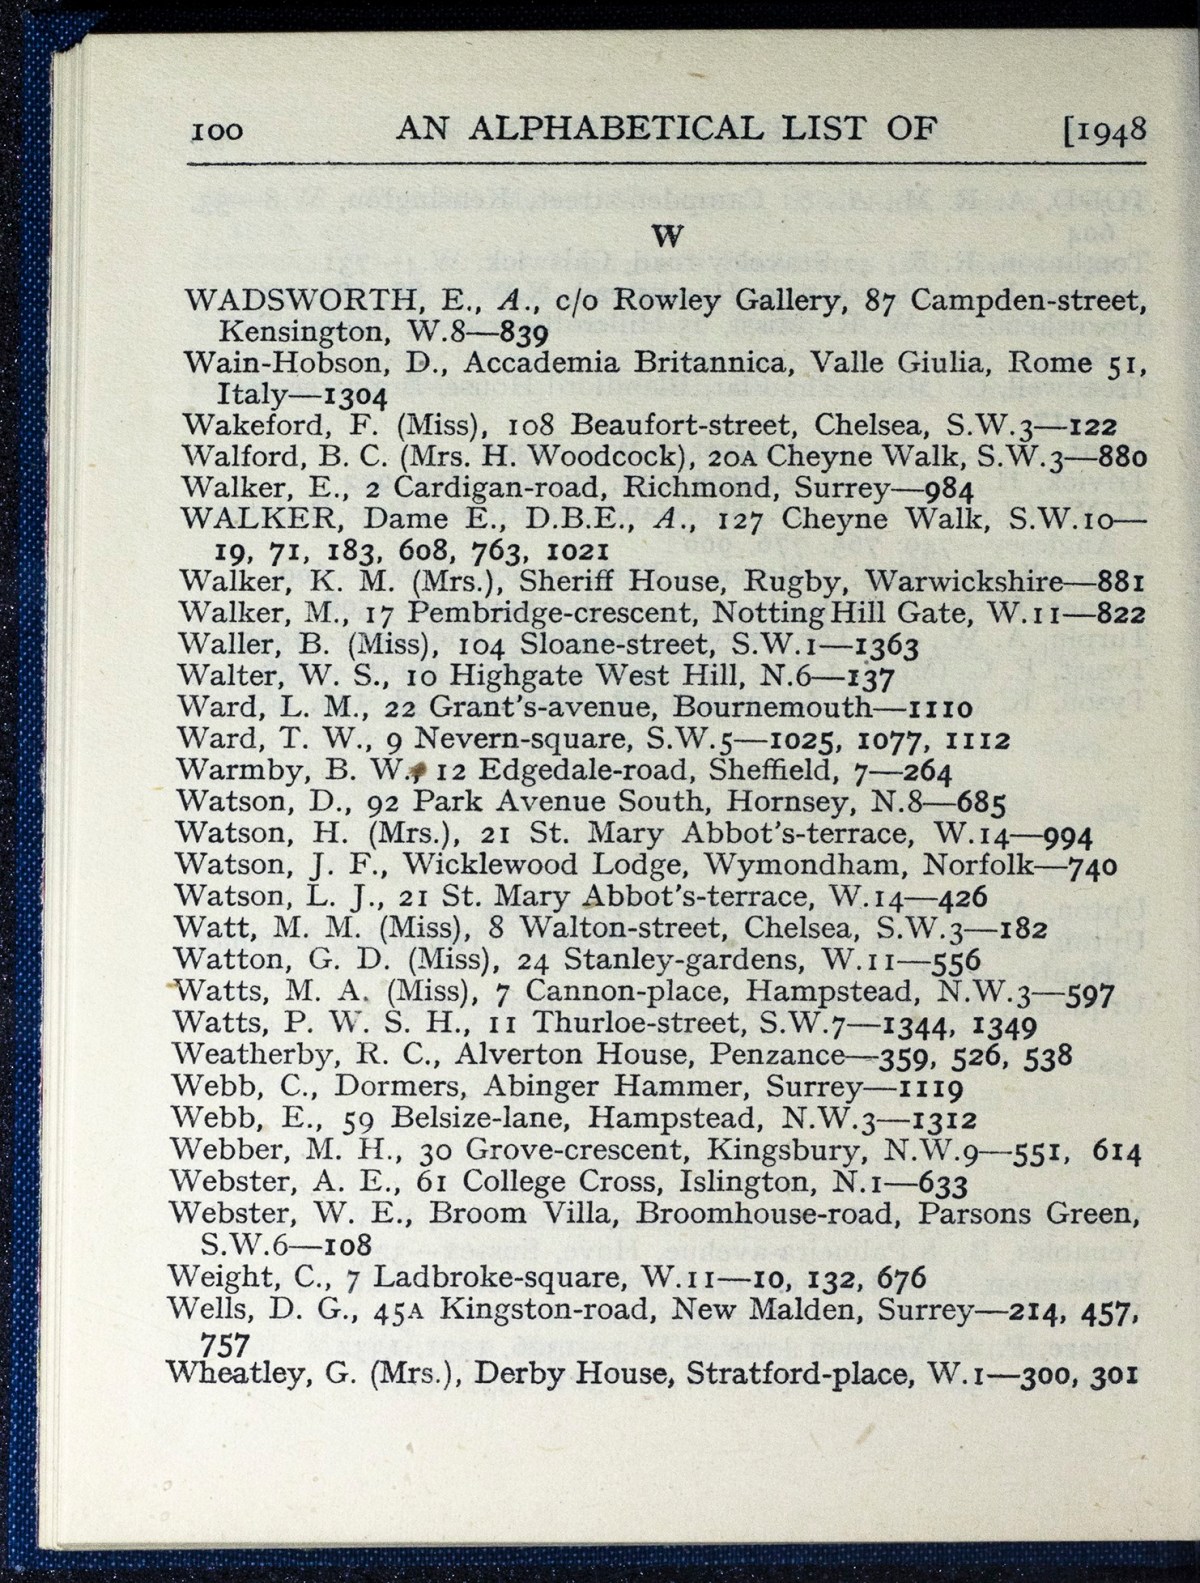 100 AN ALPHABETICAL LIST OF [1948
W
WADSWORTH, E., A., c/o Rowley Gallery, 87 Campden-street,
Kensington, W.8—839
Wain-Hobson, D., Accademia Britannica, Valle Giulia, Rome 51,
Italy—1304
Wakeford, F. (Miss), 108 Beaufort-street, Chelsea, S.W.3—122
Walford, B. C. (Mrs. H. Woodcock), 20A Cheyne Walk, S.W.3—880
Walker, E., 2 Cardigan-road, Richmond, Surrey—984
WALKER, Dame E., D.B.E., A., 127 Cheyne Walk, S.W.10—
19, 71, 183, 608, 763, 1021
Walker, K. M. (Mrs.), Sheriff House, Rugby, Warwickshire—881
Walker, M., 17 Pembridge-crescent, Notting Hill Gate, W.11—822
Waller, B. (Miss), 104 Sloane-street, S.W.1—1363
Walter, W. S., 10 Highgate West Hill, N.6—137
Ward, L. M., 22 Grant's-avenue, Bournemouth—1110
Ward, T. W., 9 Nevern-square, S.W.5—1025, 1077, 1112
Warmby, B. W., 12 Edgedale-road, Sheffield, 7—264
Watson, D., 92 Park Avenue South, Hornsey, N.8—685
Watson, H. (Mrs.), 21 St. Mary Abbot's-terrace, W.14—994
Watson, J. F., Wicklewood Lodge, Wymondham, Norfolk—740
Watson, L. J., 21 St. Mary Abbot's-terrace, W.14—426
Watt, M. M. (Miss), 8 Walton-street, Chelsea, S.W.3—182
Watton, G. D. (Miss), 24 Stanley-gardens, W.11—556
Watts, M. A. (Miss), 7 Cannon-place, Hampstead, N.W.3—597
Watts, P. W. S. H., 11 Thurloe-street, S.W.7—1344, 1349
Weatherby, R. C., Alverton House, Penzance—359, 526, 538
Webb, C., Dormers, Abinger Hammer, Surrey—1119
Webb, E., 59 Belsize-lane, Hampstead, N.W.3—1312
Webber, M. H., 30 Grove-crescent, Kingsbury, N.W.9—551, 614
Webster, A. E., 61 College Cross, Islington, N.1—633
Webster, W. E., Broom Villa, Broomhouse-road, Parsons Green,
S.W.6—108
Weight, C., 7 Ladbroke-square, W.11—10, 132, 676
Wells, D. G., 45A Kingston-road, New Malden, Surrey—214, 457,
757
Wheatley, G. (Mrs.), Derby House, Stratford-place, W.1—300, 301